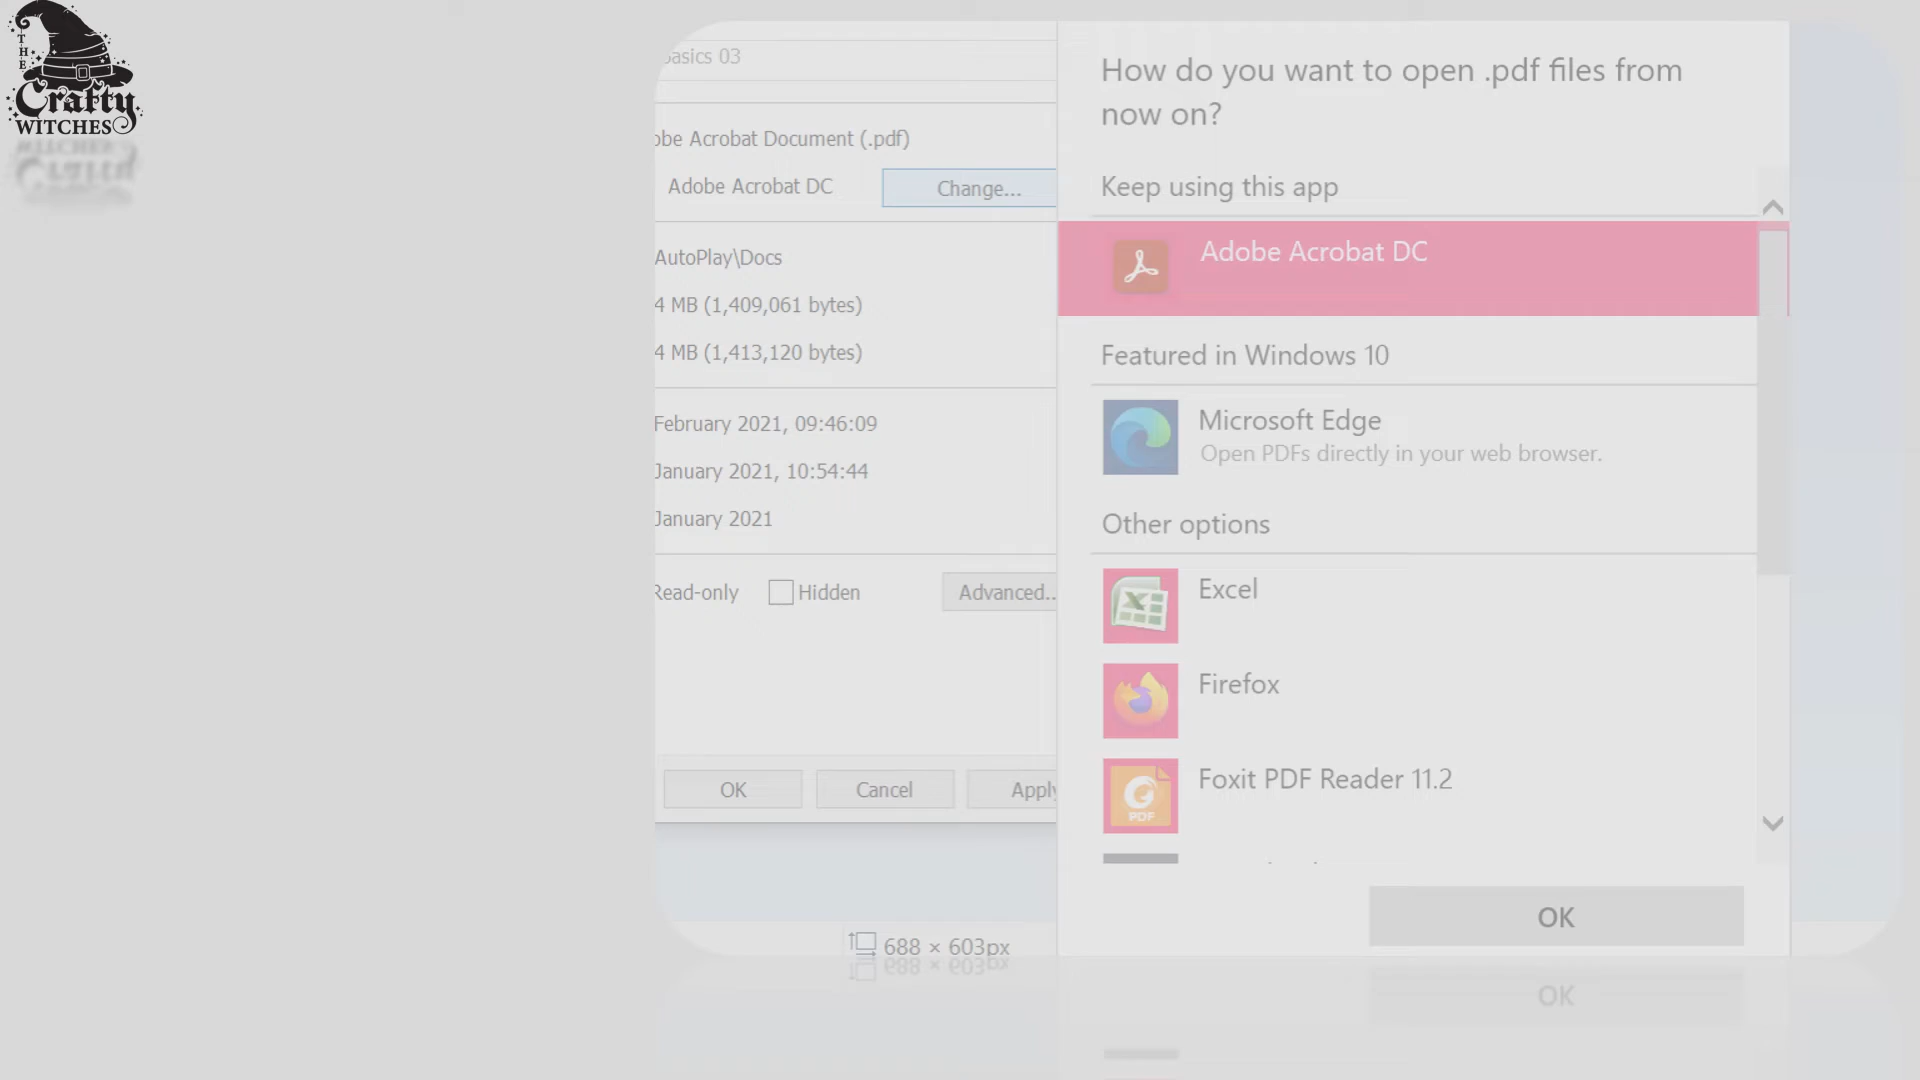 THE
Crafty
WITCHES
asics 03
obe Acrobat Document (.pdf)
Adobe Acrobat DC
Change...
AutoPlay\Docs
4 MB (1,409,061 bytes)
4 MB (1,413,120 bytes)
February 2021, 09:46:09
January 2021, 10:54:44
January 2021
Read-only
Hidden
Advanced..
OK
Cancel
Apply
688 × 603px
How do you want to open .pdf files from
now on?
Keep using this app
Adobe Acrobat DC
Featured in Windows 10
Microsoft Edge
Open PDFs directly in your web browser.
Other options
Excel
Firefox
PDF
Foxit PDF Reader 11.2
OK